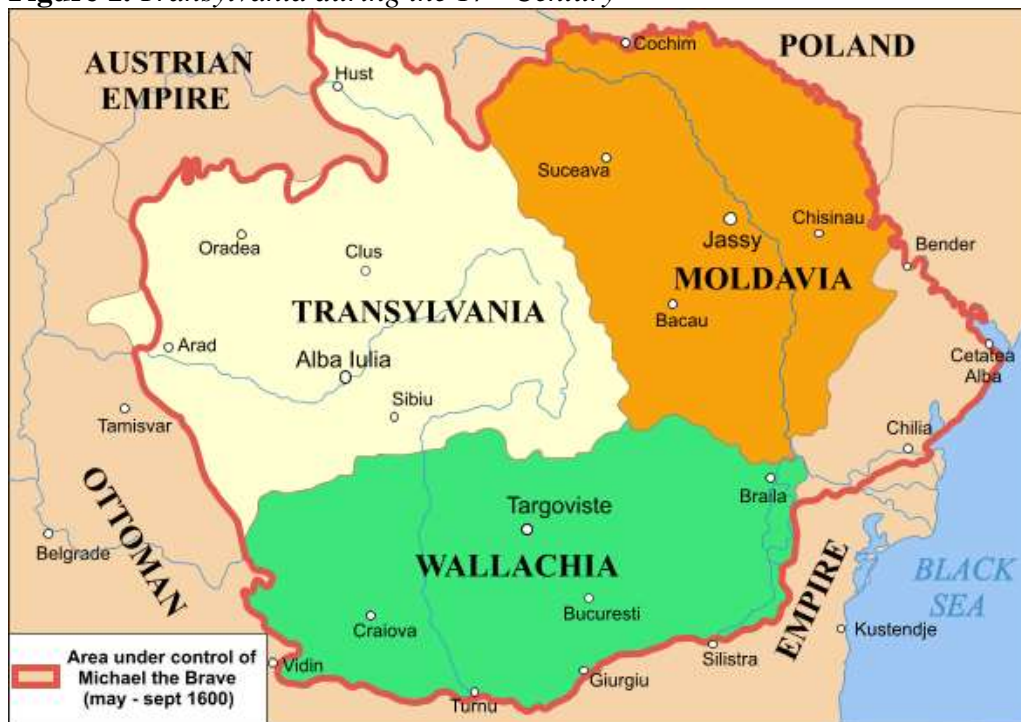 Figure Transylvania during the Century
AUSTRIAN
EMPIRE
POLAND
Cochim
Hust
Suceava
Jassy
Chisinau
Bender
Oradea
Clus
TRANSYLVANIA
MOLDAVIA
Bacau
Arad
Alba Iulia
Cetatea
Alba
Sibiu
Tamisvar
Chilia
OTTOMAN
Braila
Targoviste
Belgrade
WALLACHIA
EMPIRE
BLACK
SEA
Bucuresti
Craiova
Kustendje
Silistra
Vidin
Giurgiu
Turnu
Area under control of
Michael the Brave
(may - sept 1600)